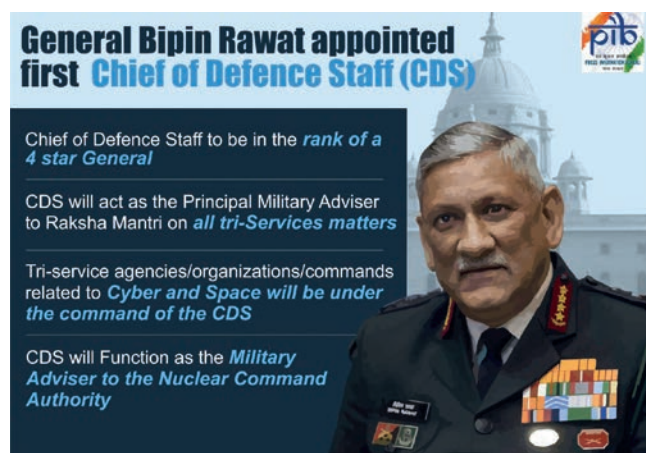 General Bipin Rawat appointed
first Chief of Defence Staff (CDS)
pib
Chief of Defence Staff to be in the rank of a
4 star General
CDS will act as the Principal Military Adviser
to Raksha Mantri on all tri-Services matters
Tri-service agencies/organizations/commands
related to Cyber and Space will be under
the command of the CDS
CDS will Function as the Military
Adviser to the Nuclear Command
Authority
BIPIN RAWAT